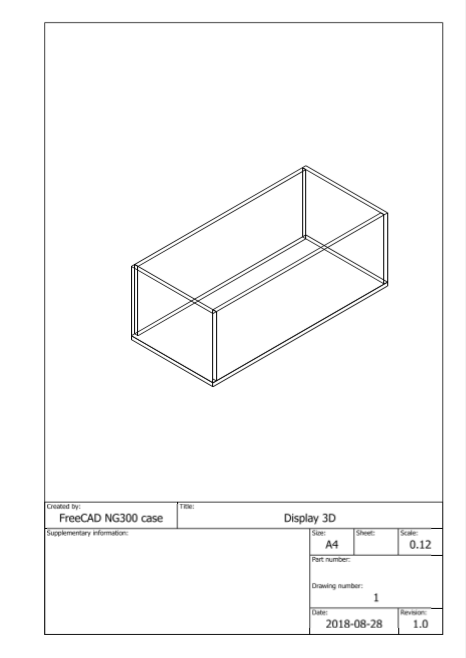 Created by:
FreeCAD NG300 case
Title:
Display 3D
Supplementary information:
Size:
A4
Sheet:
Scale:
0.12
Part number:
Drawing number:
1
Date:
2018-08-28
Revision:
1.0